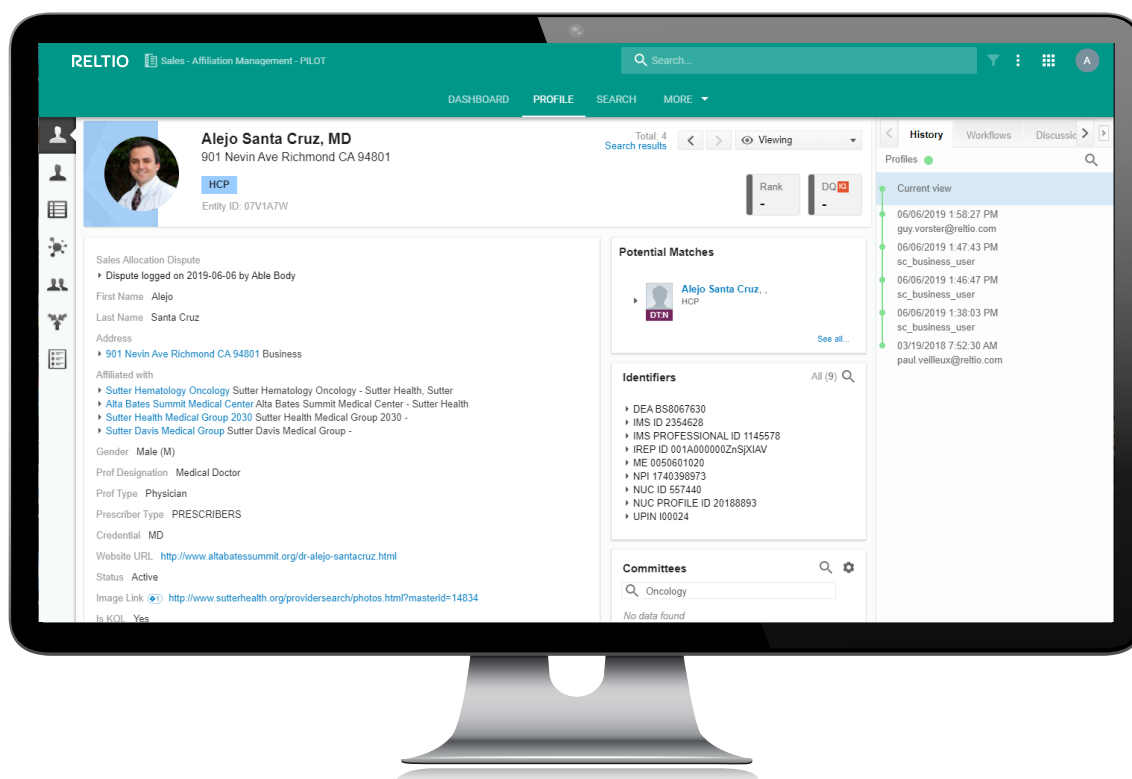 RELTIO Sales - Affiliation Management - PILOT
Search...
A
DASHBOARD PROFILE SEARCH MORE
Alejo Santa Cruz, MD
901 Nevin Ave Richmond CA 94801
HCP
Entity ID: 07V1A7W
Total: 4
Search results
Viewing
Rank
-
DQ IQ
-
Sales Allocation Dispute
Dispute logged on 2019-06-06 by Able Body
First Name Alejo
Last Name Santa Cruz
Address
901 Nevin Ave Richmond CA 94801 Business
Affiliated with
Sutter Hematology Oncology Sutter Hematology Oncology - Sutter Health, Sutter
Alta Bates Summit Medical Center Alta Bates Summit Medical Center - Sutter Health
Sutter Health Medical Group 2030 Sutter Health Medical Group 2030 -
Sutter Davis Medical Group Sutter Davis Medical Group -
Gender Male (M)
Prof Designation Medical Doctor
Prof Type Physician
Prescriber Type PRESCRIBERS
Credential MD
Website URL http://www.altabatessummit.org/dr-alejo-santacruz.html
Status Active
Image Link http://www.sutterhealth.org/providersearch/photos.html?masterid=14834
Is KOL Yes
Potential Matches
Alejo Santa Cruz, ,
HCP
DT:N
See all...
Identifiers All (9)
DEA BS8067630
IMS ID 2354628
IMS PROFESSIONAL ID 1145578
IREP ID 001A000000ZnSjXIAV
ME 0050601020
NPI 1740398973
NUC ID 557440
NUC PROFILE ID 20188893
UPIN I00024
Committees
Oncology
No data found
History Workflows
Profiles
Current view
06/06/2019 1:58:27 PM
guy.vorster@reltio.com
06/06/2019 1:47:43 PM
sc_business_user
06/06/2019 1:46:47 PM
sc_business_user
06/06/2019 1:38:03 PM
sc_business_user
03/19/2018 7:52:30 AM
paul.veilleux@reltio.com